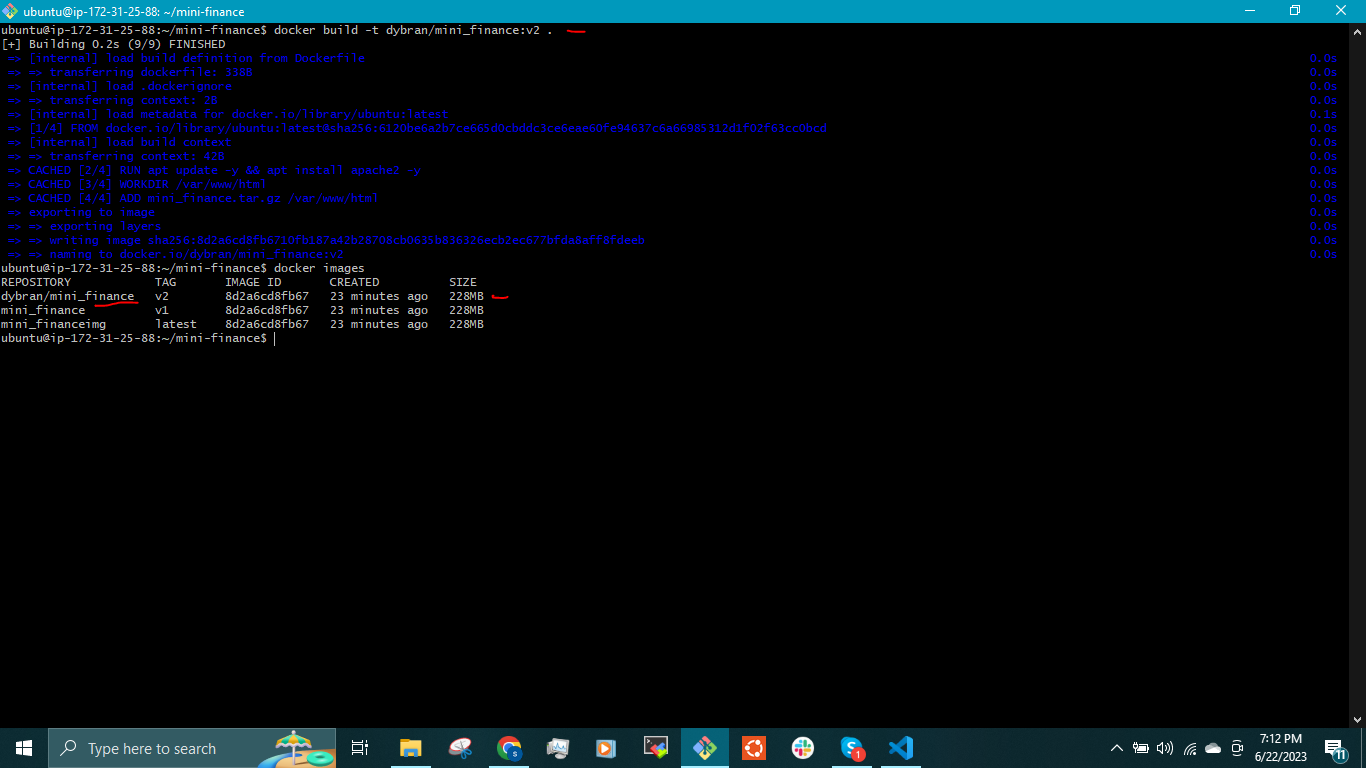 ubuntu@ip-172-31-25-88: ~/mini-finance
ubuntu@ip-172-31-25-88:~/mini-finance$ docker build -t dybran/mini_finance:v2 .
[+] Building 0.2s (9/9) FINISHED
=> [internal] load build definition from Dockerfile 0.0s
=> => transferring dockerfile: 338B 0.0s
=> [internal] load .dockerignore 0.0s
=> => transferring context: 2B 0.0s
=> [internal] load metadata for docker.io/library/ubuntu:latest 0.1s
=> [1/4] FROM docker.io/library/ubuntu:latest@sha256:6120be6a2b7ce665d0cbddc3ce6eae60fe94637c6a66985312d1f02f63cc0bcd 0.0s
=> [internal] load build context 0.0s
=> => transferring context: 42B 0.0s
=> CACHED [2/4] RUN apt update -y && apt install apache2 -y 0.0s
=> CACHED [3/4] WORKDIR /var/www/html 0.0s
=> CACHED [4/4] ADD mini_finance.tar.gz /var/www/html 0.0s
=> exporting to image 0.0s
=> => exporting layers 0.0s
=> => writing image 0.0s
=> => naming to docker.io/dybran/mini_finance:v2 0.0s
ubuntu@ip-172-31-25-88:~/mini-finance$ docker images
REPOSITORY TAG IMAGE ID CREATED SIZE
dybran/mini_finance v2 8d2a6cd8fb67 23 minutes ago 228MB
mini_finance v1 8d2a6cd8fb67 23 minutes ago 228MB
mini_financeimg latest 8d2a6cd8fb67 23 minutes ago 228MB
ubuntu@ip-172-31-25-88:~/mini-finance$
Type here to search
S
1
7:12 PM
6/22/2023
11